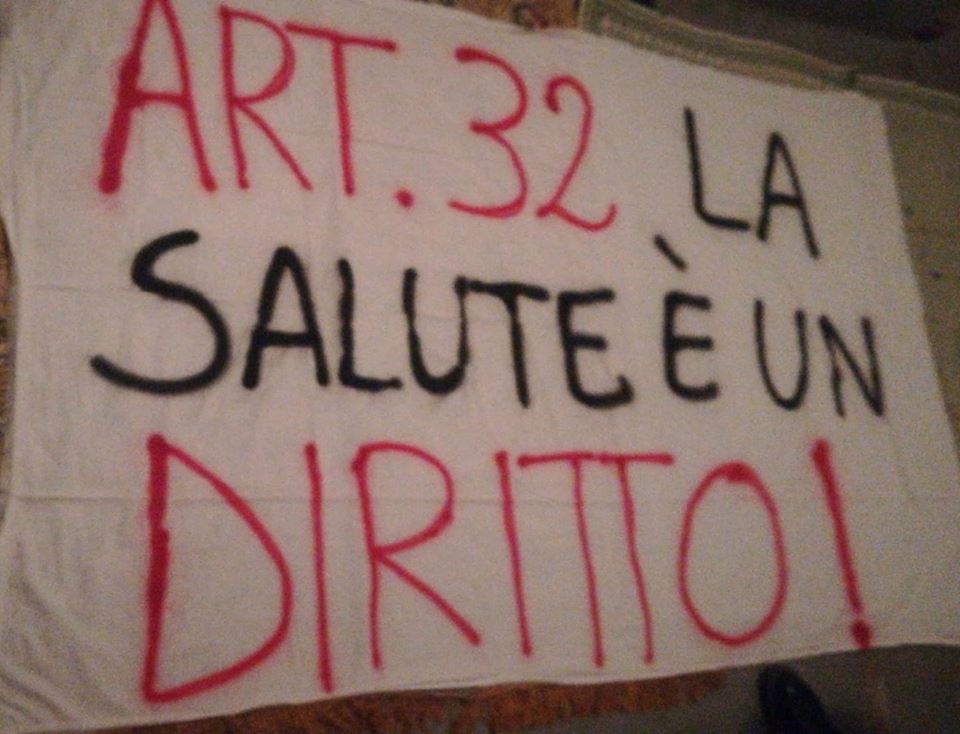 ART. 32 LA
SALUTE È UN
DIRITTO!